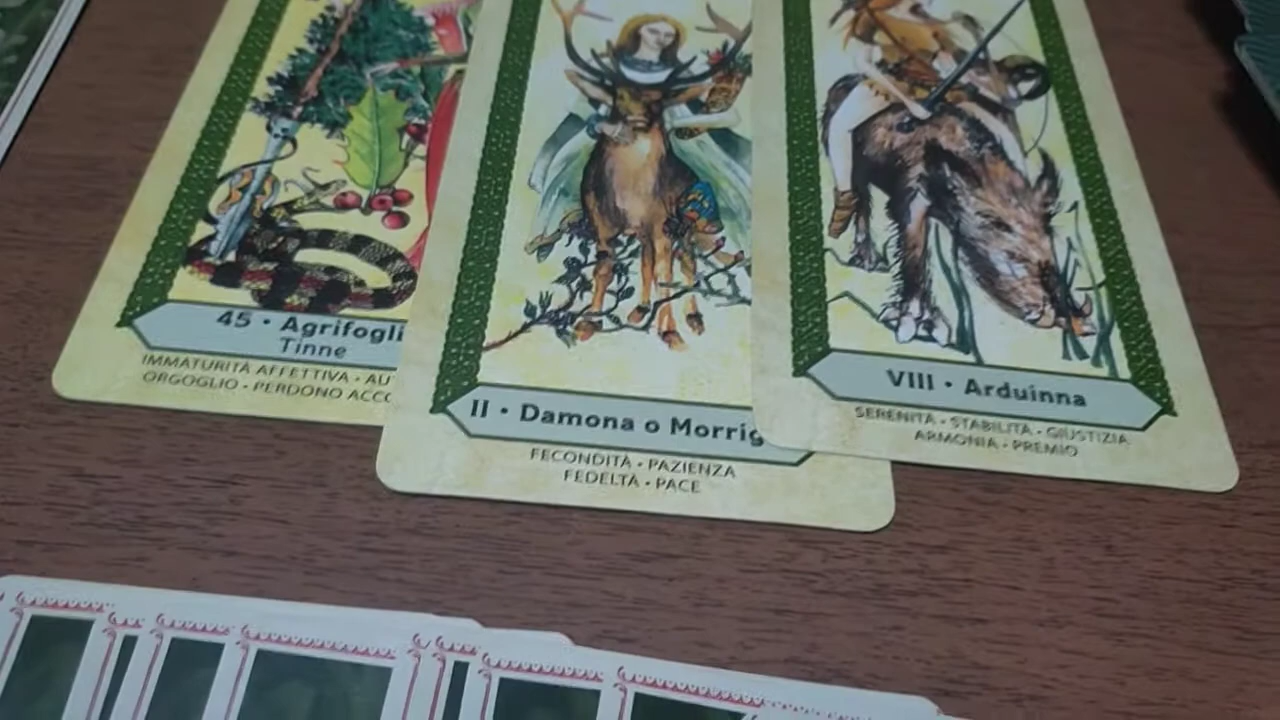 45 • Agrifogli
Tinne
IMMATURITÀ AFFETTIVA • AU
ORGOGLIO • PERDONO ACCO
II • Damona o Morrig
FECONDITÀ • PAZIENZA
FEDELTÀ • PACE
VIII • Arduinna
SERENITÀ • STABILITÀ • GIUSTIZIA
ARMONIA • PREMIO